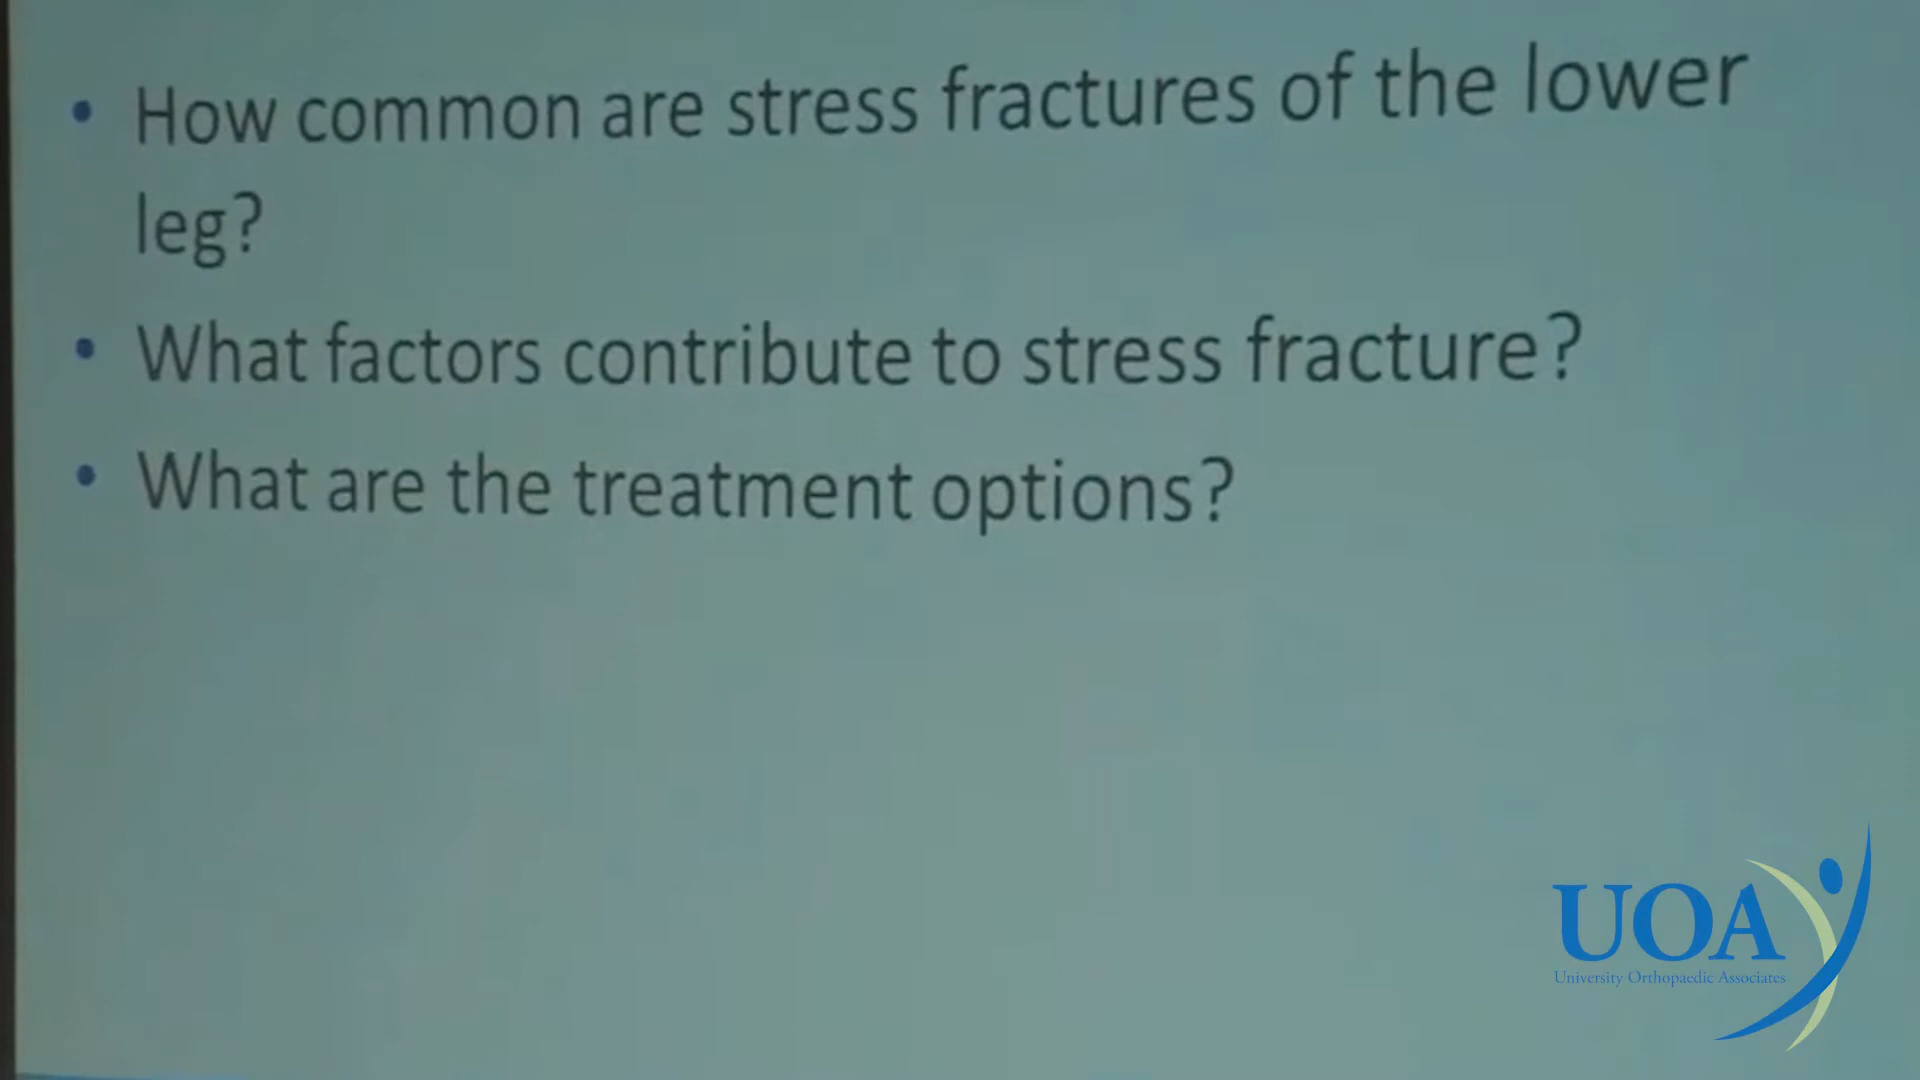 • How common are stress fractures of the lower
leg?
• What factors contribute to stress fracture?
• What are the treatment options?
UOA
University Orthopaedic Associates